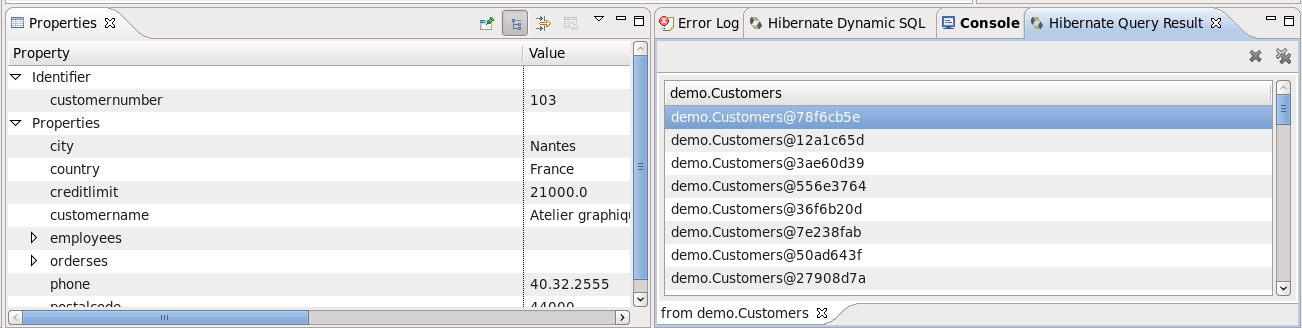 Properties
Property Value
Identifier
customernumber 103
Properties
city Nantes
country France
creditlimit 21000.0
customername Atelier graphiqu
employees
orderses
phone 40.32.2555
postalcode 44000
Error Log Hibernate Dynamic SQL Console Hibernate Query Result
demo.Customers
demo.Customers@78f6cb5e
demo.Customers@12a1c65d
demo.Customers@3ae60d39
demo.Customers@556e3764
demo.Customers@36f6b20d
demo.Customers@7e238fab
demo.Customers@50ad643f
demo.Customers@27908d7a
from demo.Customers